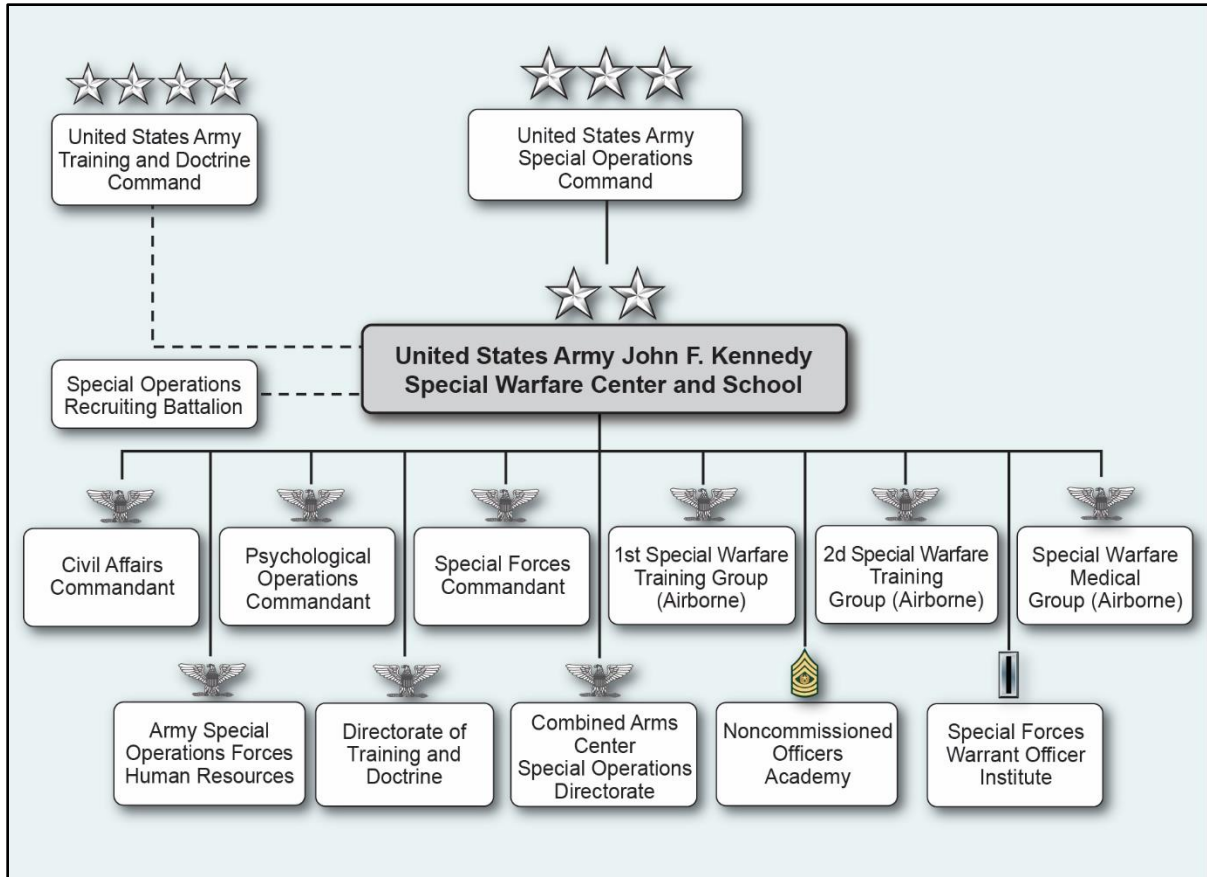 United States Army
Training and Doctrine
Command
United States Army
Special Operations
Command
United States Army John F. Kennedy
Special Warfare Center and School
Special Operations
Recruiting Battalion
Civil Affairs
Commandant
Psychological
Operations
Commandant
Special Forces
Commandant
1st Special Warfare
Training Group
(Airborne)
2d Special Warfare
Training
Group (Airborne)
Special Warfare
Medical
Group (Airborne)
Army Special
Operations Forces
Human Resources
Directorate of
Training and
Doctrine
Combined Arms
Center
Special Operations
Directorate
Noncommissioned
Officers
Academy
Special Forces
Warrant Officer
Institute